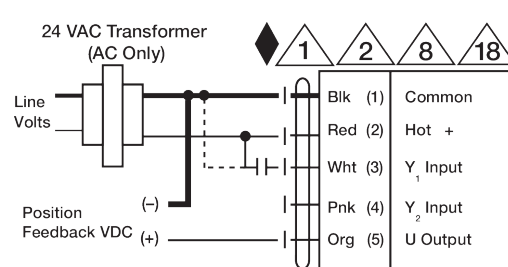 24 VAC Transformer
(AC Only)
1
2
8
18
Line
Volts
Blk (1) Common
Red (2) Hot +
Wht (3) Y1 Input
Pnk (4) Y2 Input
Org (5) U Output
Position
Feedback VDC
(–)
(+)